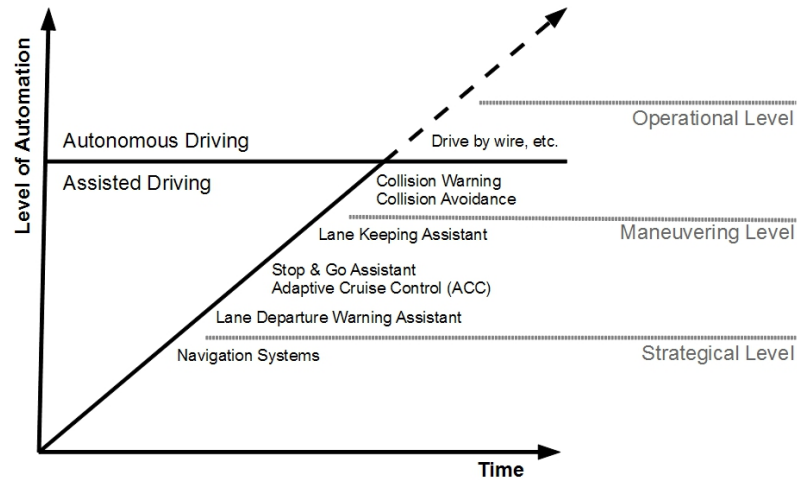 Level of Automation
Operational Level
Autonomous Driving
Drive by wire, etc.
Assisted Driving
Collision Warning
Collision Avoidance
Maneuvering Level
Lane Keeping Assistant
Stop & Go Assistant
Adaptive Cruise Control (ACC)
Lane Departure Warning Assistant
Strategical Level
Navigation Systems
Time